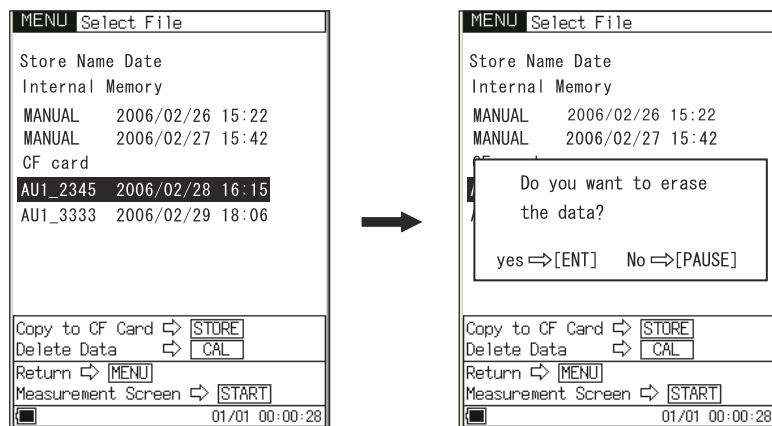 MENU Select File
Store Name Date
Internal Memory
MANUAL 2006/02/26 15:22
MANUAL 2006/02/27 15:42
CF card
AU1_2345 2006/02/28 16:15
AU1_3333 2006/02/29 18:06
Copy to CF Card ⇨ STORE
Delete Data ⇨ CAL
Return ⇨ MENU
Measurement Screen ⇨ START
01/01 00:00:28
MENU Select File
Store Name Date
Internal Memory
MANUAL 2006/02/26 15:22
MANUAL 2006/02/27 15:42
Do you want to erase
the data?
yes ⇨[ENT] No ⇨[PAUSE]
Copy to CF Card ⇨ STORE
Delete Data ⇨ CAL
Return ⇨ MENU
Measurement Screen ⇨ START
01/01 00:00:28